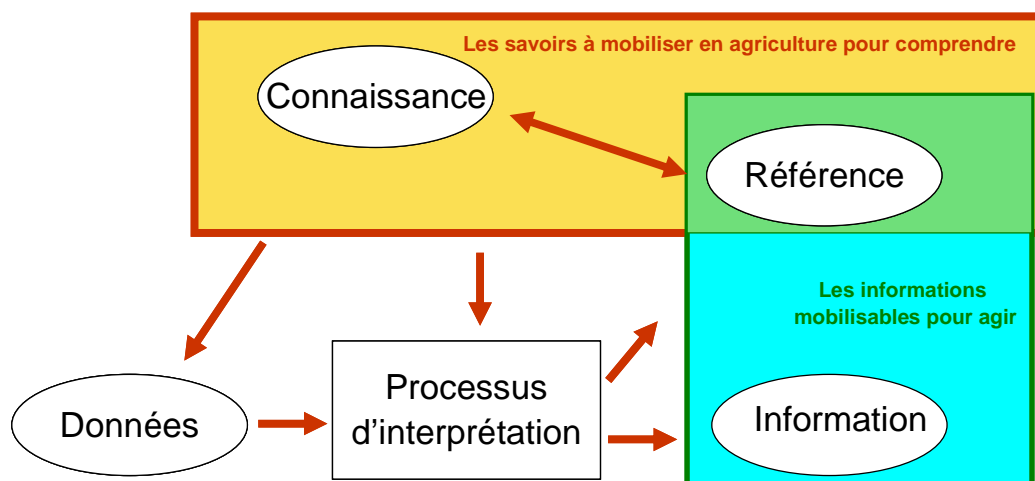 Les savoirs à mobiliser en agriculture pour comprendre
Connaissance
Référence
Les informations
mobilisables pour agir
Données
Processus
d’interprétation
Information